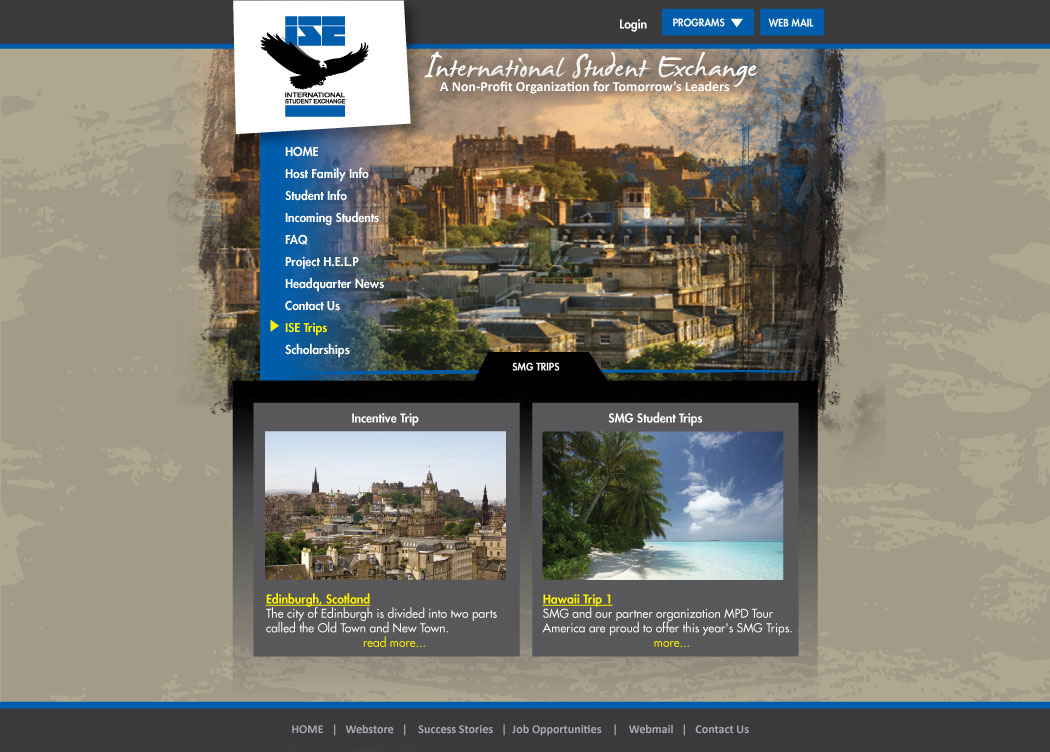 Login
PROGRAMS
WEB MAIL
ISE
INTERNATIONAL
STUDENT EXCHANGE
International Student Exchange
A Non-Profit Organization for Tomorrow's Leaders
HOME
Host Family Info
Student Info
Incoming Students
FAQ
Project H.E.L.P
Headquarter News
Contact Us
ISE Trips
Scholarships
SMG TRIPS
Incentive Trip
Edinburgh, Scotland
The city of Edinburgh is divided into two parts
called the Old Town and New Town.
read more...
SMG Student Trips
Hawaii Trip 1
SMG and our partner organization MPD Tour
America are proud to offer this year's SMG Trips.
more...
HOME | Webstore | Success Stories | Job Opportunities | Webmail | Contact Us